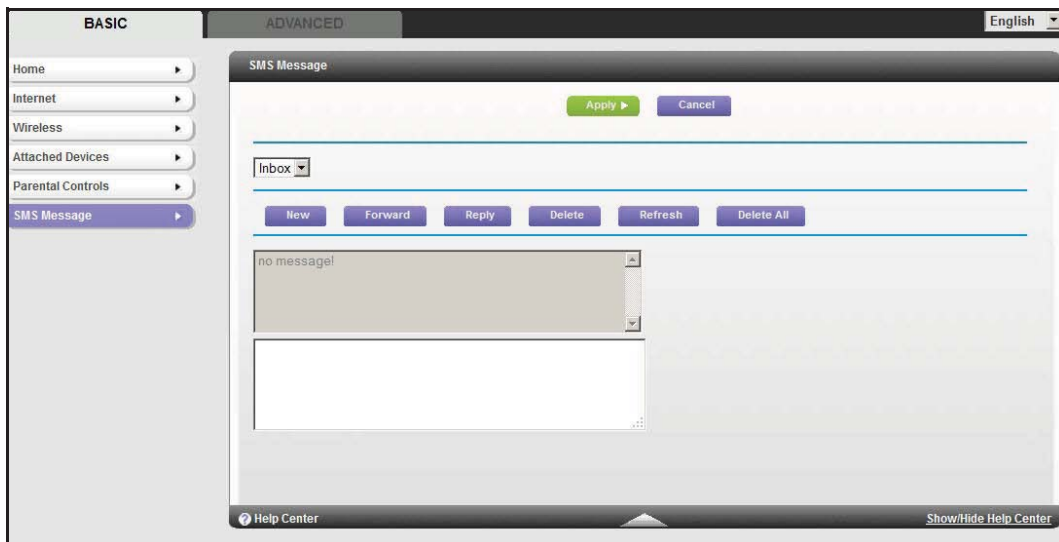 BASIC ADVANCED English
Home
Internet
Wireless
Attached Devices
Parental Controls
SMS Message
SMS Message
Apply Cancel
Inbox
New Forward Reply Delete Refresh Delete All
no message!
Help Center Show/Hide Help Center